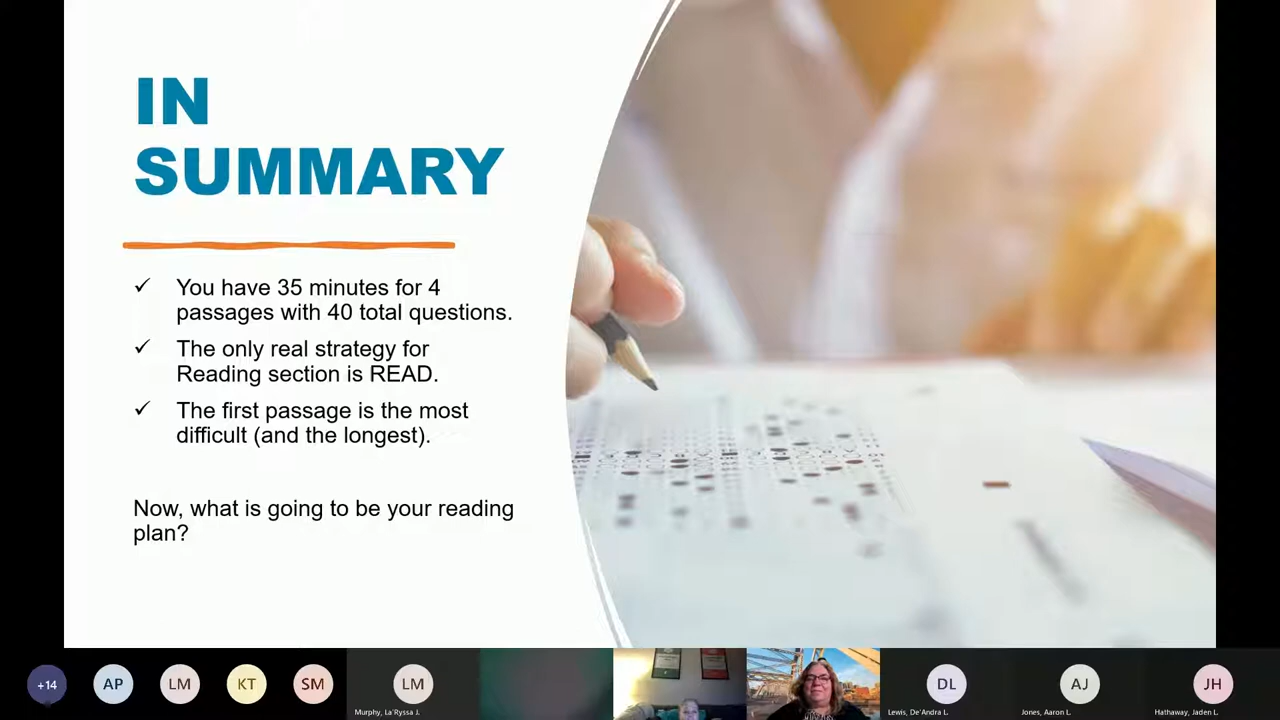 IN
SUMMARY
✓ You have 35 minutes for 4
passages with 40 total questions.
✓ The only real strategy for
Reading section is READ.
✓ The first passage is the most
difficult (and the longest).
Now, what is going to be your reading
plan?
+14
AP
LM
KT
SM
LM
Murphy, La'Ryssa J.
DL
Lewis, De'Andra L.
AJ
Jones, Aaron L.
JH
Hathaway, Jaden L.